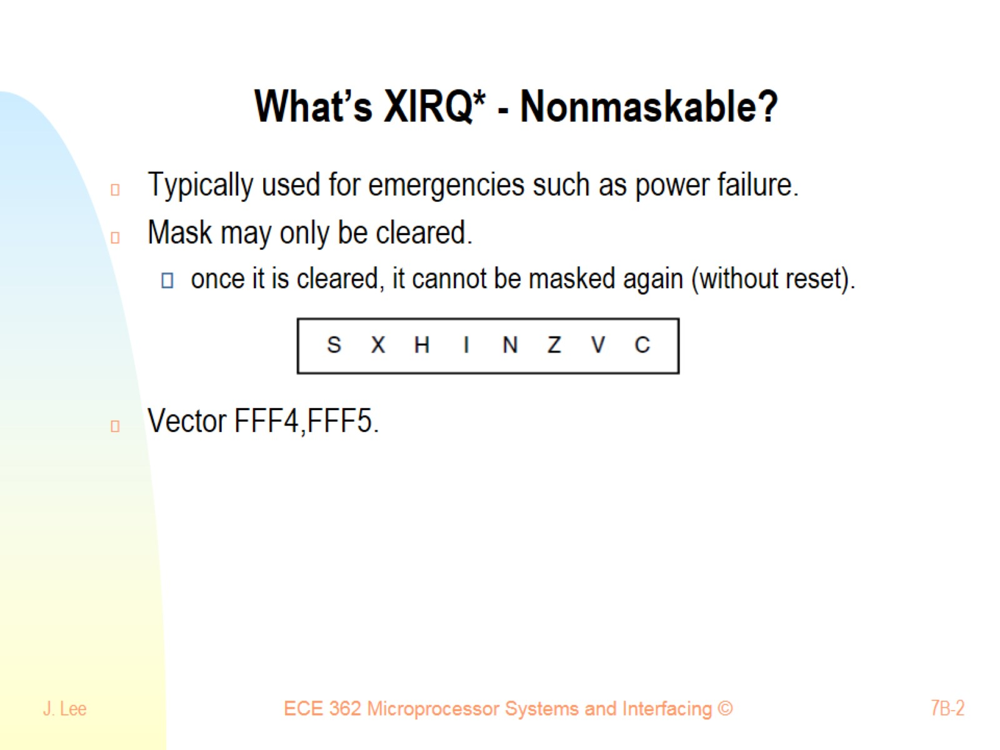 What’s XIRQ* - Nonmaskable?
Typically used for emergencies such as power failure.
Mask may only be cleared.
once it is cleared, it cannot be masked again (without reset).
S X H I N Z V C
Vector FFF4,FFF5.
J. Lee
ECE 362 Microprocessor Systems and Interfacing ©
7B-2